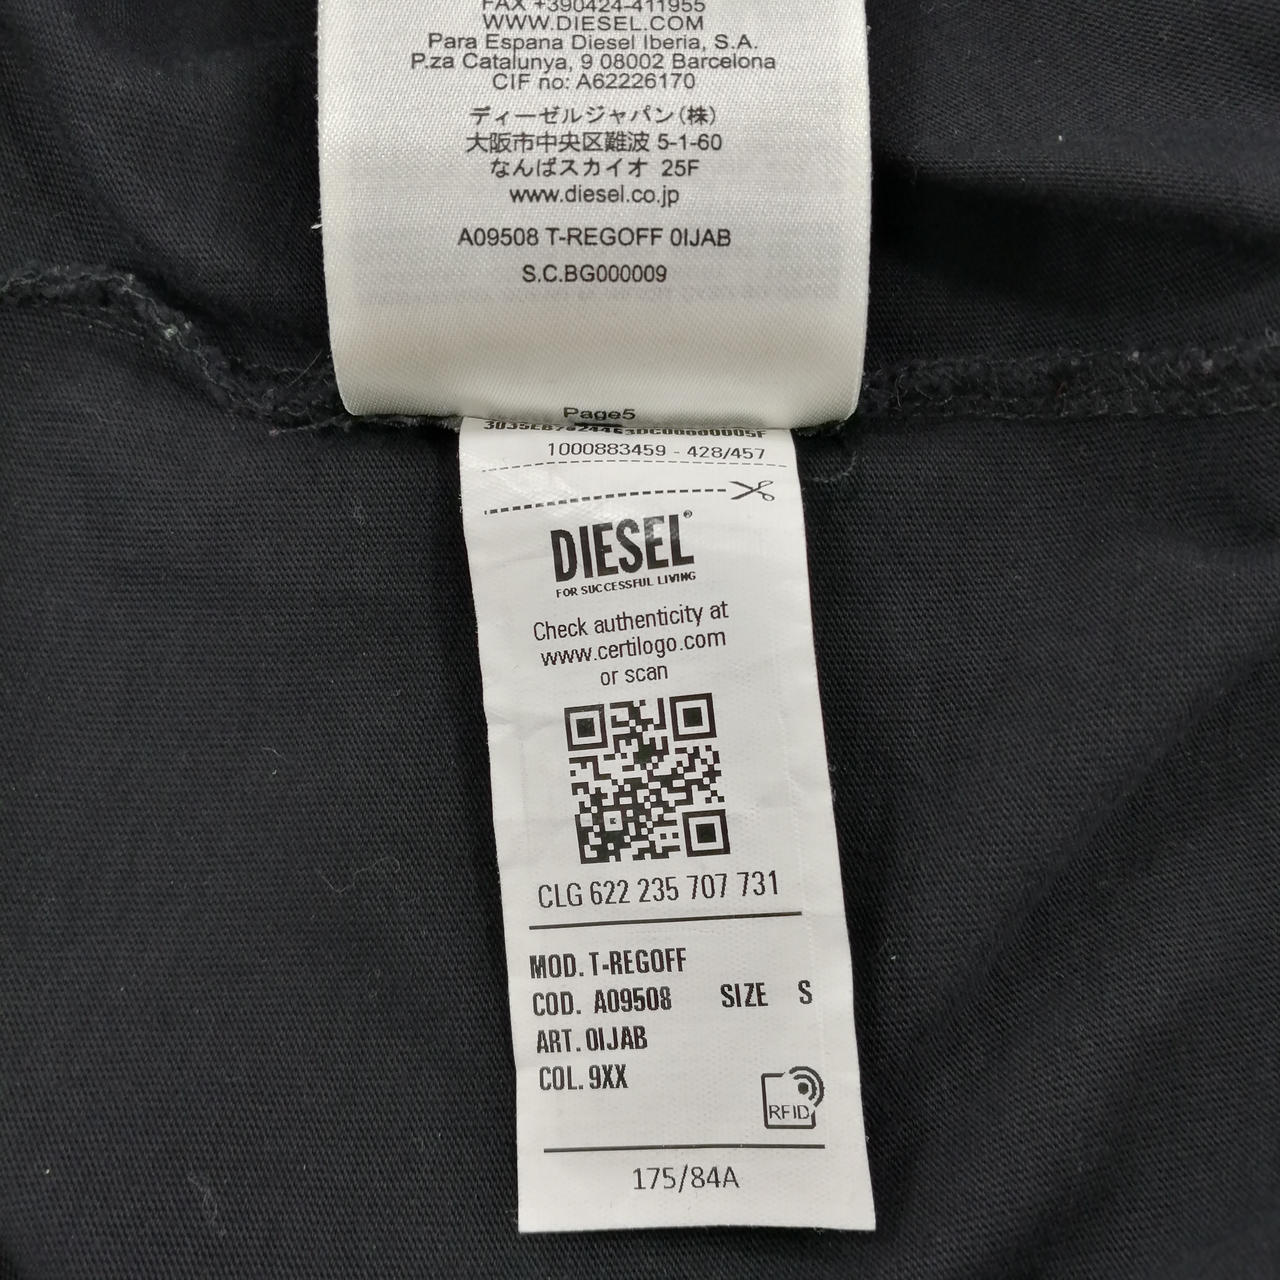 FAX +390424-411955
WWW.DIESEL.COM
Para Espana Diesel Iberia, S.A.
P.za Catalunya, 9 08002 Barcelona
CIF no: A62226170
ディーゼルジャパン(株)
大阪市中央区難波 5-1-60
なんばスカイオ 25F
www.diesel.co.jp
A09508 T-REGOFF 0IJAB
S.C.BG000009
Page5
1000883459 - 428/457
DIESEL®
FOR SUCCESSFUL LIVING
Check authenticity at
www.certilogo.com
or scan
CLG 622 235 707 731
MOD. T-REGOFF
COD. A09508 SIZE S
ART. 0IJAB
COL. 9XX
RFID
175/84A